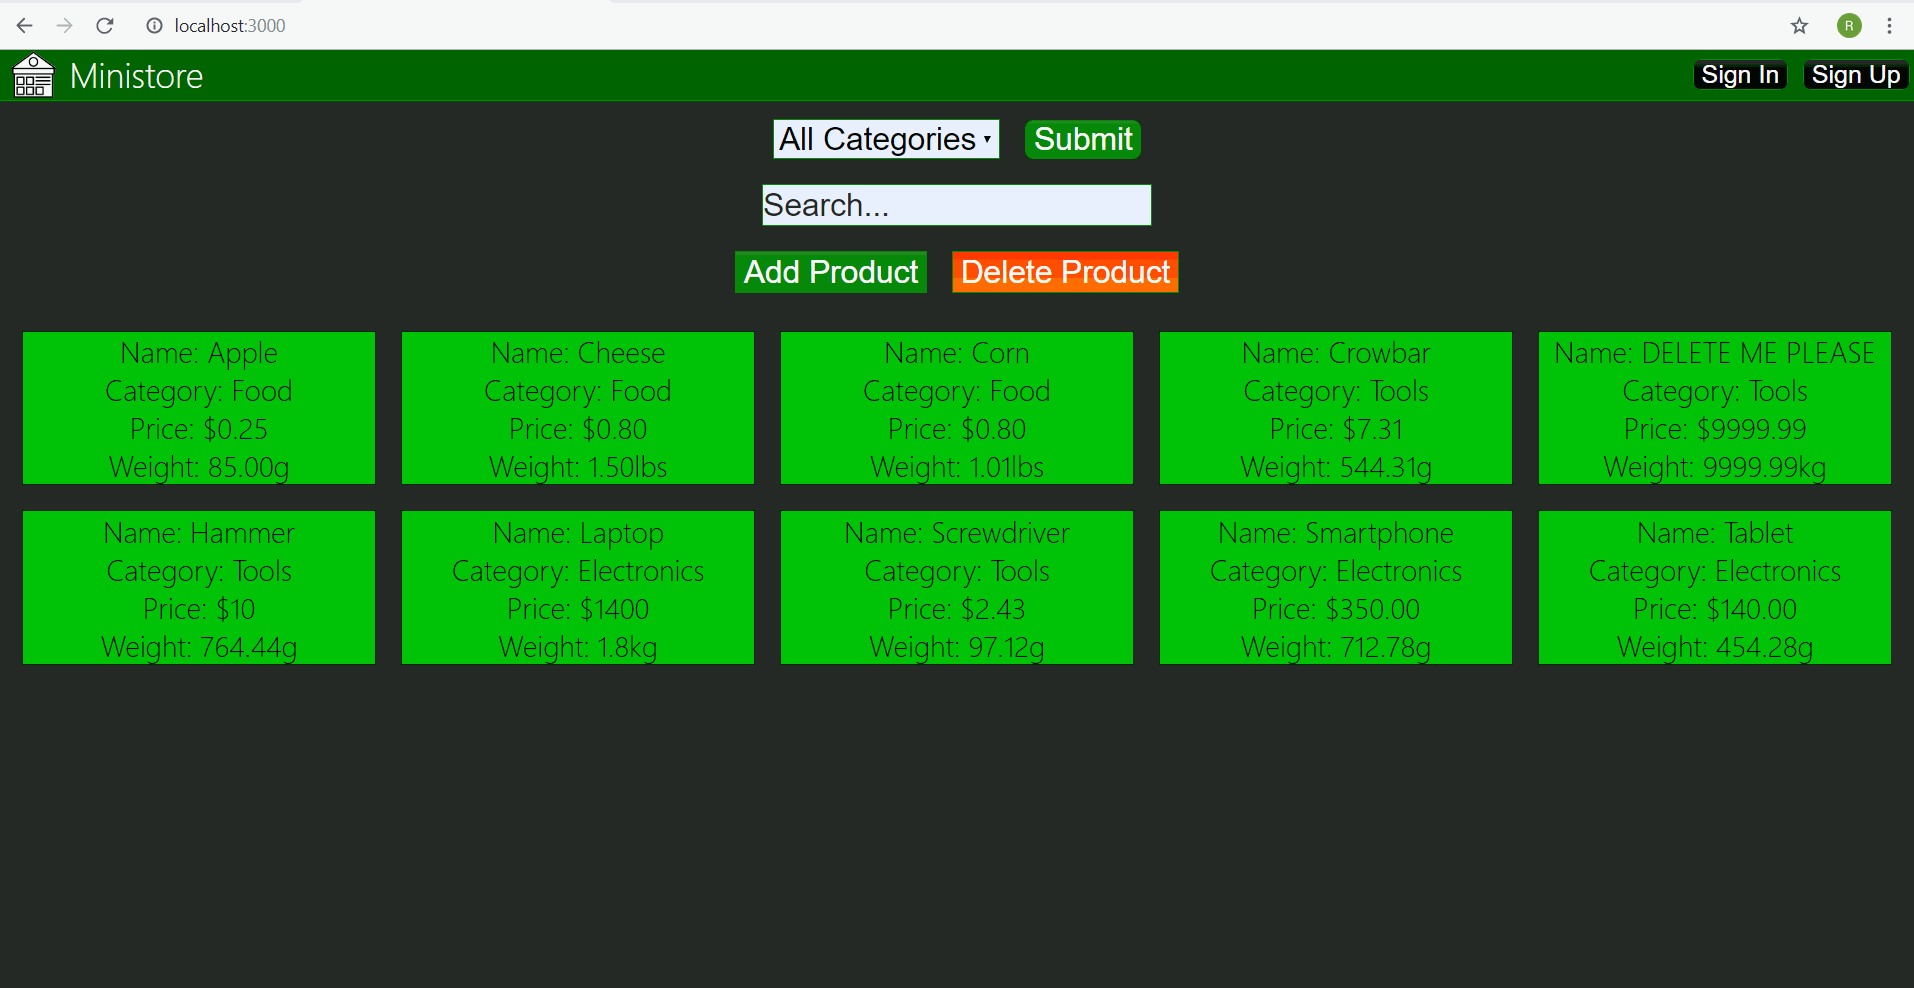 localhost:3000
R
Ministore
Sign In Sign Up
All Categories Submit
Search...
Add Product Delete Product
Name: Apple
Category: Food
Price: $0.25
Weight: 85.00g
Name: Cheese
Category: Food
Price: $0.80
Weight: 1.50lbs
Name: Corn
Category: Food
Price: $0.80
Weight: 1.01lbs
Name: Crowbar
Category: Tools
Price: $7.31
Weight: 544.31g
Name: DELETE ME PLEASE
Category: Tools
Price: $9999.99
Weight: 9999.99kg
Name: Hammer
Category: Tools
Price: $10
Weight: 764.44g
Name: Laptop
Category: Electronics
Price: $1400
Weight: 1.8kg
Name: Screwdriver
Category: Tools
Price: $2.43
Weight: 97.12g
Name: Smartphone
Category: Electronics
Price: $350.00
Weight: 712.78g
Name: Tablet
Category: Electronics
Price: $140.00
Weight: 454.28g